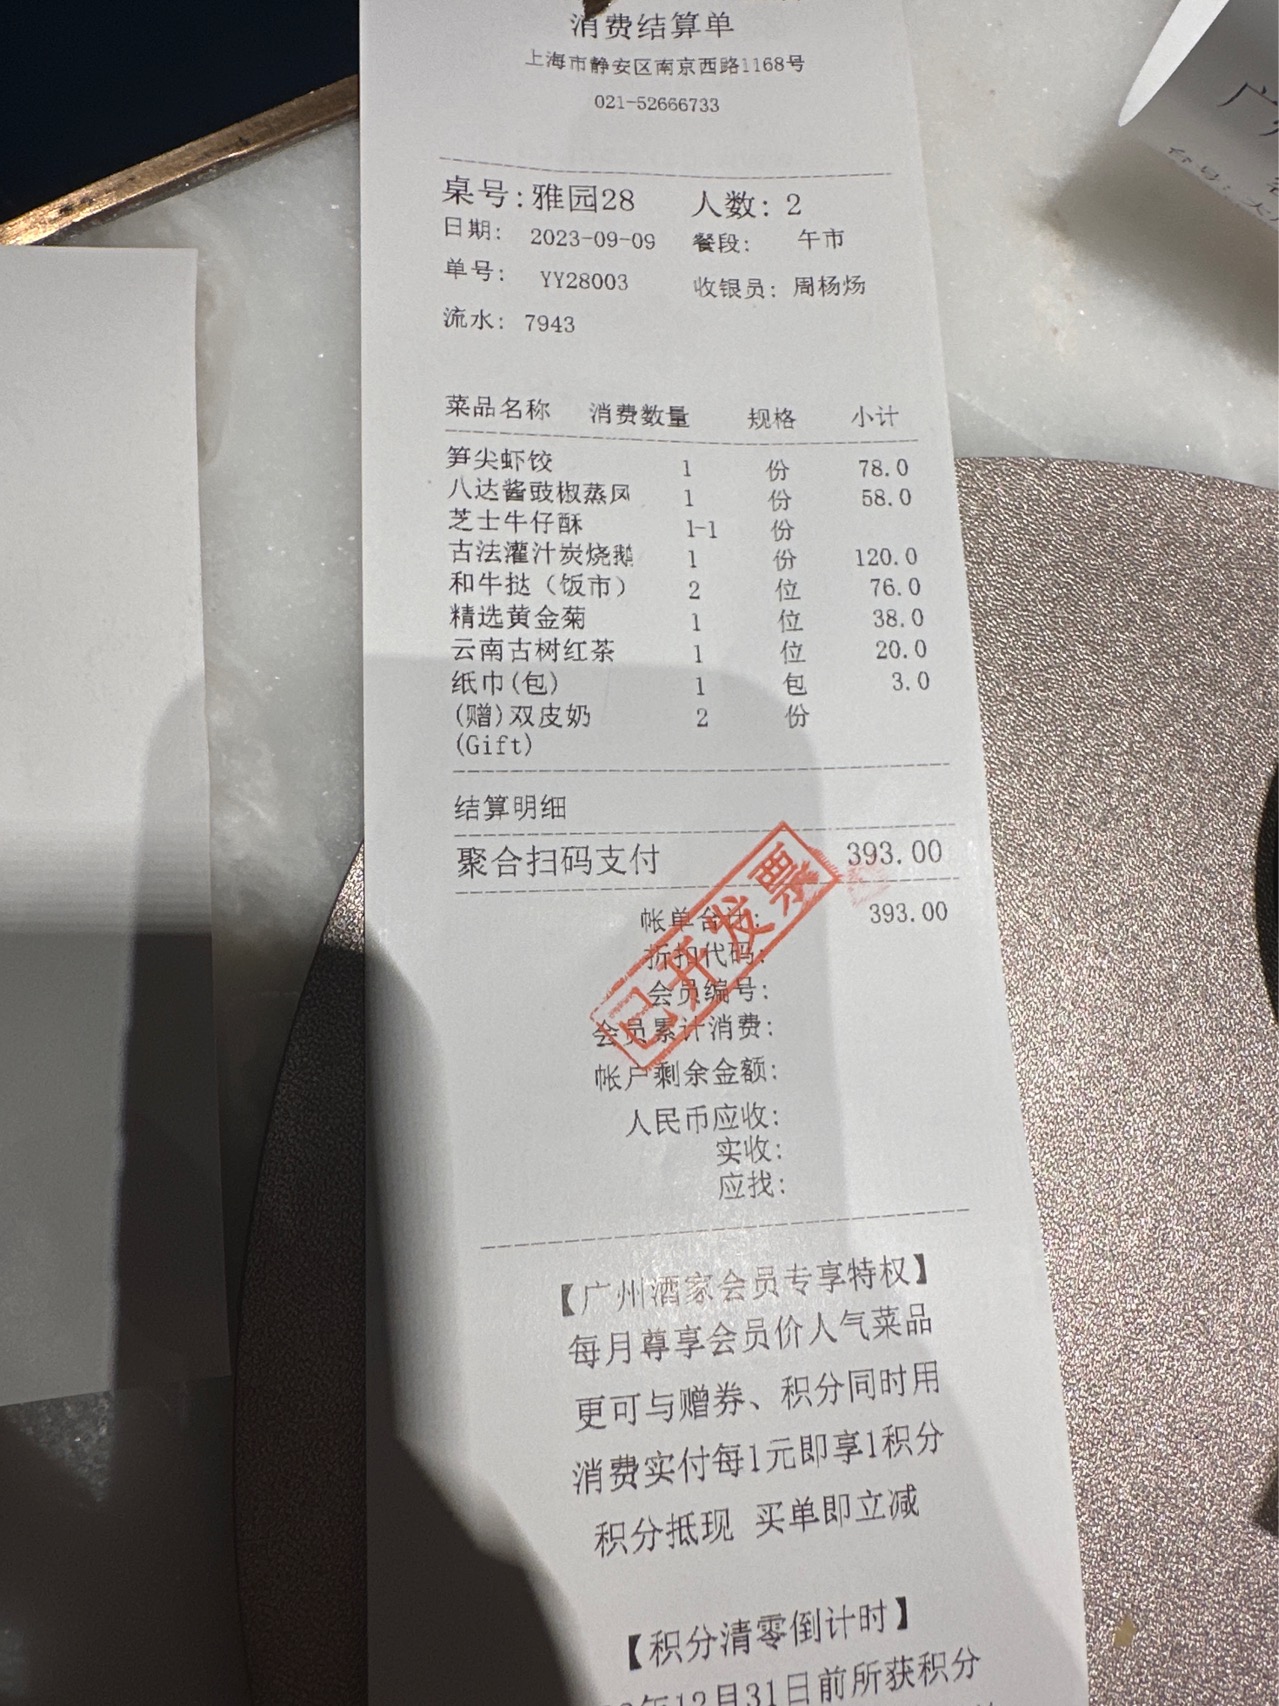 消费结算单
上海市静安区南京西路1168号
021-52666733
桌号:雅园28 人数: 2
日期: 2023-09-09 餐段: 午市
单号: YY28003 收银员: 周杨炀
流水: 7943
菜品名称 消费数量 规格 小计
笋尖虾饺 1 份 78.0
八达酱豉椒蒸凤 1 份 58.0
芝士牛仔酥 1-1 份
古法灌汁炭烧鹅 1 份 120.0
和牛挞（饭市） 2 位 76.0
精选黄金菊 1 位 38.0
云南古树红茶 1 位 20.0
纸巾(包) 1 包 3.0
(赠)双皮奶 2 份
(Gift)
结算明细
聚合扫码支付 393.00
帐单合计: 393.00
折扣代码:
会员编号:
会员累计消费:
帐户剩余金额:
人民币应收:
实收:
应找:
已开发票
【广州酒家会员专享特权】
每月尊享会员价人气菜品
更可与赠券、积分同时用
消费实付每1元即享1积分
积分抵现 买单即立减
【积分清零倒计时】
年12月31日前所获积分